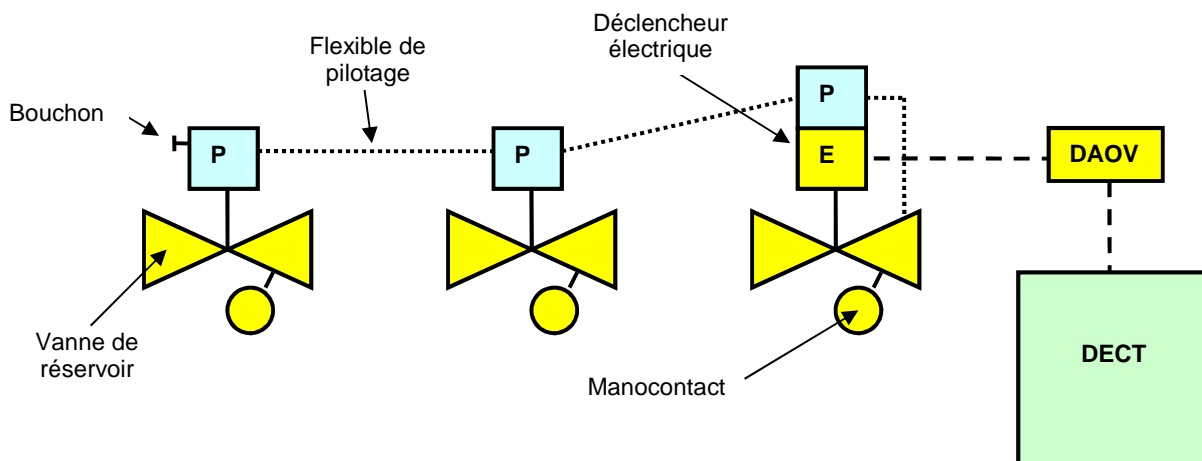 Déclencheur
électrique
Flexible de
pilotage
Bouchon
P
P
P
E
DAOV
Vanne de
réservoir
Manocontact
DECT